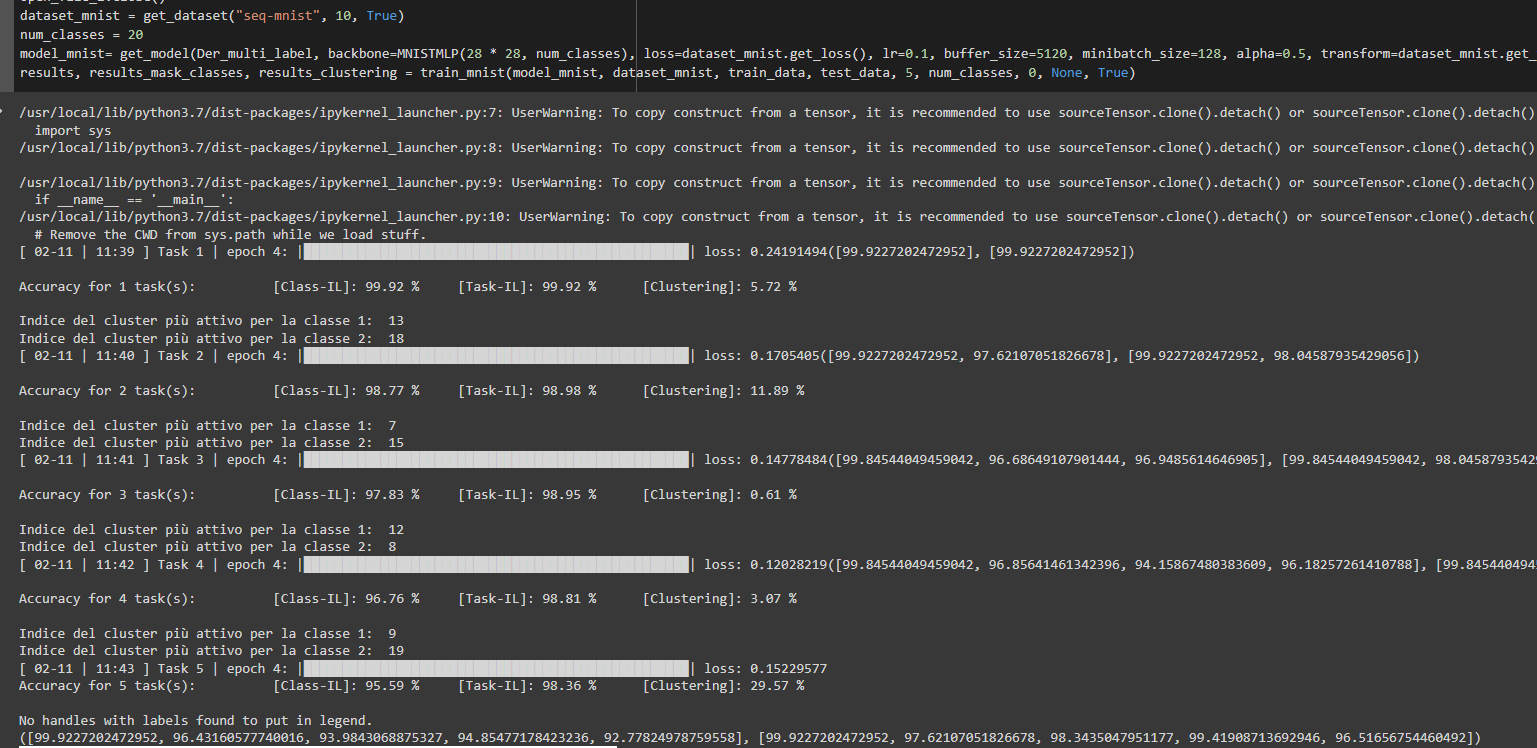 dataset_mnist = get_dataset("seq-mnist", 10, True)
num_classes = 20
model_mnist= get_model(Der_multi_label, backbone=MNISTMLP(28 * 28, num_classes), loss=dataset_mnist.get_loss(), lr=0.1, buffer_size=5120, minibatch_size=128, alpha=0.5, transform=dataset_mnist.get_
results, results_mask_classes, results_clustering = train_mnist(model_mnist, dataset_mnist, train_data, test_data, 5, num_classes, 0, None, True)
/usr/local/lib/python3.7/dist-packages/ipykernel_launcher.py:7: UserWarning: To copy construct from a tensor, it is recommended to use sourceTensor.clone().detach() or sourceTensor.clone().detach()
import sys
/usr/local/lib/python3.7/dist-packages/ipykernel_launcher.py:8: UserWarning: To copy construct from a tensor, it is recommended to use sourceTensor.clone().detach() or sourceTensor.clone().detach()
/usr/local/lib/python3.7/dist-packages/ipykernel_launcher.py:9: UserWarning: To copy construct from a tensor, it is recommended to use sourceTensor.clone().detach() or sourceTensor.clone().detach()
if __name__ == '__main__':
/usr/local/lib/python3.7/dist-packages/ipykernel_launcher.py:10: UserWarning: To copy construct from a tensor, it is recommended to use sourceTensor.clone().detach() or sourceTensor.clone().detach(
# Remove the CWD from sys.path while we load stuff.
[ 02-11 | 11:39 ] Task 1 | epoch 4: |██████████████████████████████████████████████████| loss: 0.24191494([99.9227202472952], [99.9227202472952])
Accuracy for 1 task(s): [Class-IL]: 99.92 % [Task-IL]: 99.92 % [Clustering]: 5.72 %
Indice del cluster più attivo per la classe 1: 13
Indice del cluster più attivo per la classe 2: 18
[ 02-11 | 11:40 ] Task 2 | epoch 4: |██████████████████████████████████████████████████| loss: 0.1705405([99.9227202472952, 97.62107051826678], [99.9227202472952, 98.04587935429056])
Accuracy for 2 task(s): [Class-IL]: 98.77 % [Task-IL]: 98.98 % [Clustering]: 11.89 %
Indice del cluster più attivo per la classe 1: 7
Indice del cluster più attivo per la classe 2: 15
[ 02-11 | 11:41 ] Task 3 | epoch 4: |██████████████████████████████████████████████████| loss: 0.14778484([99.84544049459042, 96.68649107901444, 96.9485614646905], [99.84544049459042, 98.0458793542
Accuracy for 3 task(s): [Class-IL]: 97.83 % [Task-IL]: 98.95 % [Clustering]: 0.61 %
Indice del cluster più attivo per la classe 1: 12
Indice del cluster più attivo per la classe 2: 8
[ 02-11 | 11:42 ] Task 4 | epoch 4: |██████████████████████████████████████████████████| loss: 0.12028219([99.84544049459042, 96.85641461342396, 94.15867480383609, 96.18257261410788], [99.844544049
Accuracy for 4 task(s): [Class-IL]: 96.76 % [Task-IL]: 98.81 % [Clustering]: 3.07 %
Indice del cluster più attivo per la classe 1: 9
Indice del cluster più attivo per la classe 2: 19
[ 02-11 | 11:43 ] Task 5 | epoch 4: |██████████████████████████████████████████████████| loss: 0.15229577
Accuracy for 5 task(s): [Class-IL]: 95.59 % [Task-IL]: 98.36 % [Clustering]: 29.57 %
No handles with labels found to put in legend.
([99.9227202472952, 96.43160577740016, 93.9843068875327, 94.85477178423236, 92.77824978759558], [99.9227202472952, 97.62107051826678, 98.3435047951177, 99.41908713692946, 96.51656754460492])